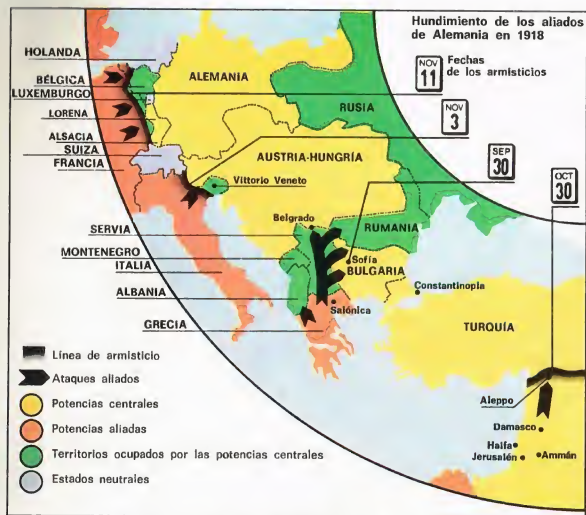 Hundimiento de los aliados
de Alemania en 1918
NOV
11
Fechas
de los armisticios
NOV
3
SEP
30
OCT
30
HOLANDA
BÉLGICA
LUXEMBURGO
LORENA
ALSACIA
SUIZA
FRANCIA
ALEMANIA
RUSIA
AUSTRIA-HUNGRÍA
Vittorio Veneto
Belgrado
SERVIA
MONTENEGRO
ITALIA
ALBANIA
GRECIA
RUMANIA
Sofía
BULGARIA
Constantinopla
Salónica
TURQUÍA
Aleppo
Damasco
Haifa
Jerusalén
Ammán
Línea de armisticio
Ataques aliados
Potencias centrales
Potencias aliadas
Territorios ocupados por las potencias centrales
Estados neutrales